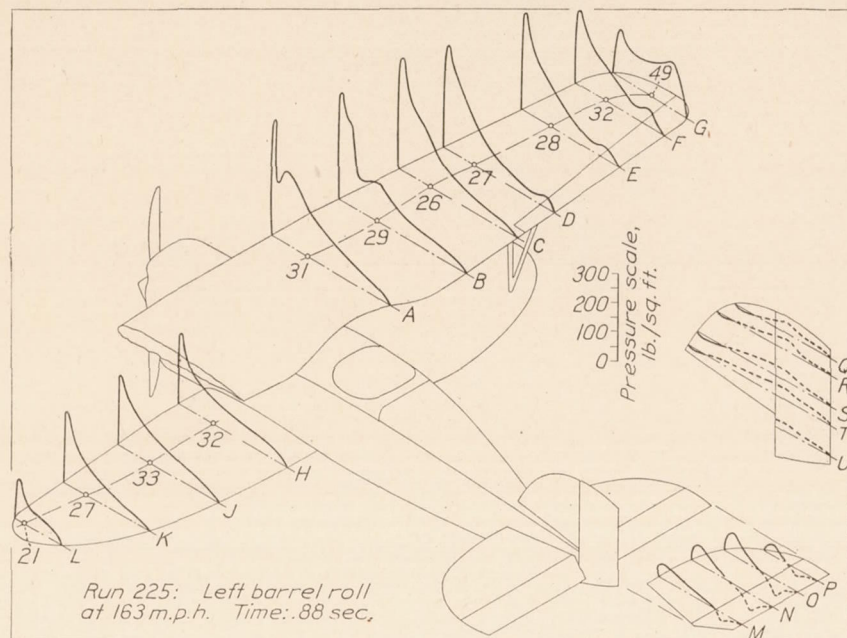 49
32
G
F
28
E
27
D
26
C
29
B
31
A
300
200
100
0
Pressure scale,
lb./sq. ft.
Q
R
S
T
U
32
H
33
J
27
K
21
L
P
O
N
M
Run 225: Left barrel roll
at 163 m.p.h. Time: .88 sec.